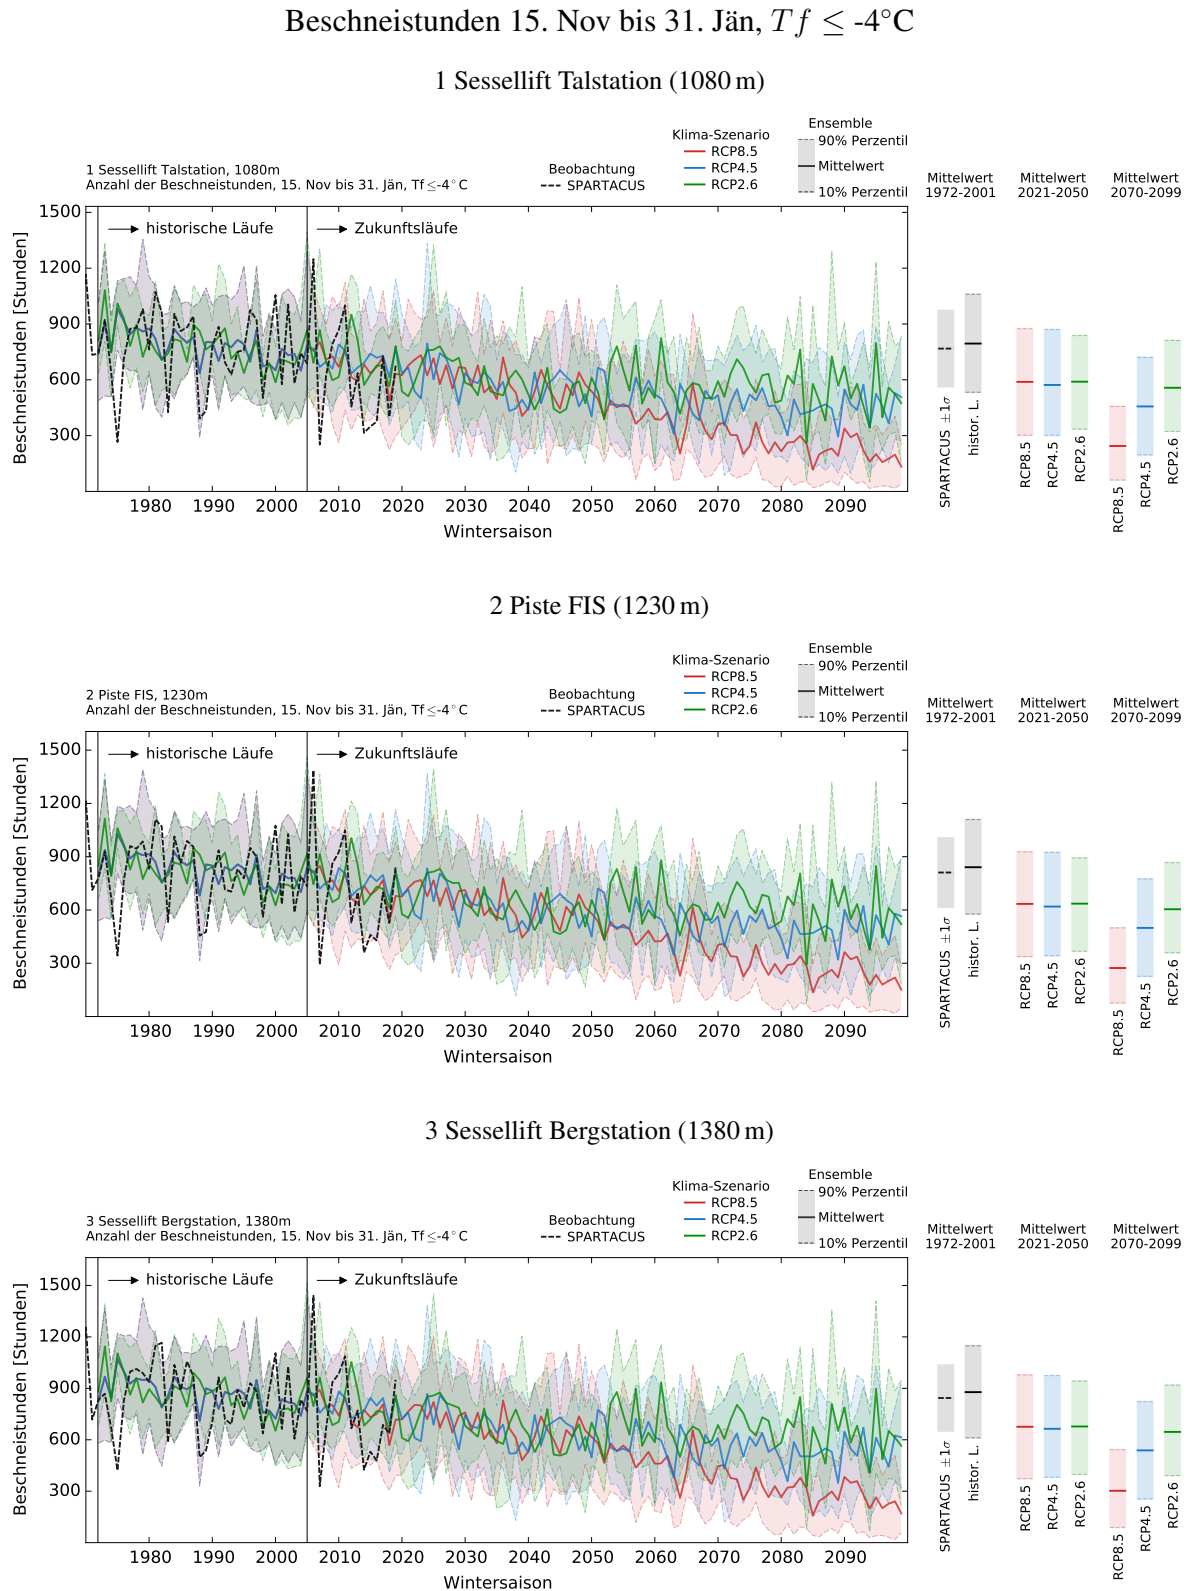 Beschneistunden 15. Nov bis 31. Jän, Tf ≤ -4°C
1 Sessellift Talstation (1080 m)
1 Sessellift Talstation, 1080m
Anzahl der Beschneistunden, 15. Nov bis 31. Jän, Tf ≤-4°C
Beobachtung
SPARTACUS
Klima-Szenario
RCP8.5
RCP4.5
RCP2.6
Ensemble
90% Perzentil
Mittelwert
10% Perzentil
Mittelwert
1972-2001
Mittelwert
2021-2050
Mittelwert
2070-2099
Beschneistunden [Stunden]
1500
1200
900
600
300
historische Läufe
Zukunftsläufe
1980 1990 2000 2010 2020 2030 2040 2050 2060 2070 2080 2090
Wintersaison
SPARTACUS ±1σ
histor. L.
RCP8.5
RCP4.5
RCP2.6
RCP8.5
RCP4.5
RCP2.6
2 Piste FIS (1230 m)
2 Piste FIS, 1230m
Anzahl der Beschneistunden, 15. Nov bis 31. Jän, Tf ≤-4°C
Beobachtung
SPARTACUS
Klima-Szenario
RCP8.5
RCP4.5
RCP2.6
Ensemble
90% Perzentil
Mittelwert
10% Perzentil
Mittelwert
1972-2001
Mittelwert
2021-2050
Mittelwert
2070-2099
Beschneistunden [Stunden]
1500
1200
900
600
300
historische Läufe
Zukunftsläufe
1980 1990 2000 2010 2020 2030 2040 2050 2060 2070 2080 2090
Wintersaison
SPARTACUS ±1σ
histor. L.
RCP8.5
RCP4.5
RCP2.6
RCP8.5
RCP4.5
RCP2.6
3 Sessellift Bergstation (1380 m)
3 Sessellift Bergstation, 1380m
Anzahl der Beschneistunden, 15. Nov bis 31. Jän, Tf ≤-4°C
Beobachtung
SPARTACUS
Klima-Szenario
RCP8.5
RCP4.5
RCP2.6
Ensemble
90% Perzentil
Mittelwert
10% Perzentil
Mittelwert
1972-2001
Mittelwert
2021-2050
Mittelwert
2070-2099
Beschneistunden [Stunden]
1500
1200
900
600
300
historische Läufe
Zukunftsläufe
1980 1990 2000 2010 2020 2030 2040 2050 2060 2070 2080 2090
Wintersaison
SPARTACUS ±1σ
histor. L.
RCP8.5
RCP4.5
RCP2.6
RCP8.5
RCP4.5
RCP2.6